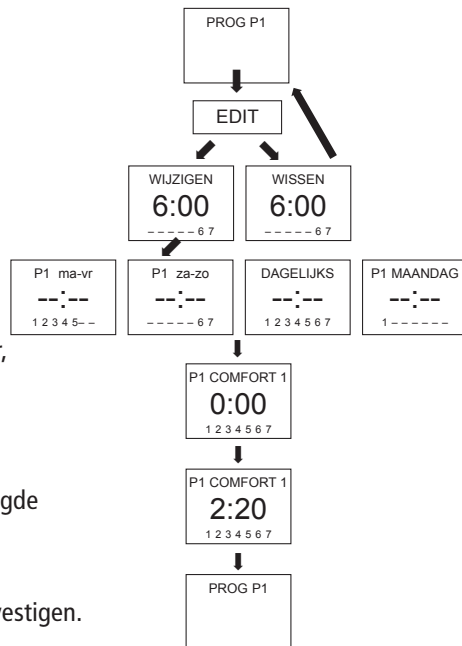 PROG P1
EDIT
WIJZIGEN
6:00
– – – – – 6 7
WISSEN
6:00
– – – – – 6 7
P1 ma-vr
--:--
1 2 3 4 5 – –
P1 za-zo
--:--
– – – – – 6 7
DAGELIJKS
--:--
1 2 3 4 5 6 7
P1 MAANDAG
--:--
1 – – – – – –
P1 COMFORT 1
0:00
1 2 3 4 5 6 7
P1 COMFORT 1
2:20
1 2 3 4 5 6 7
gde
PROG P1
estigen.